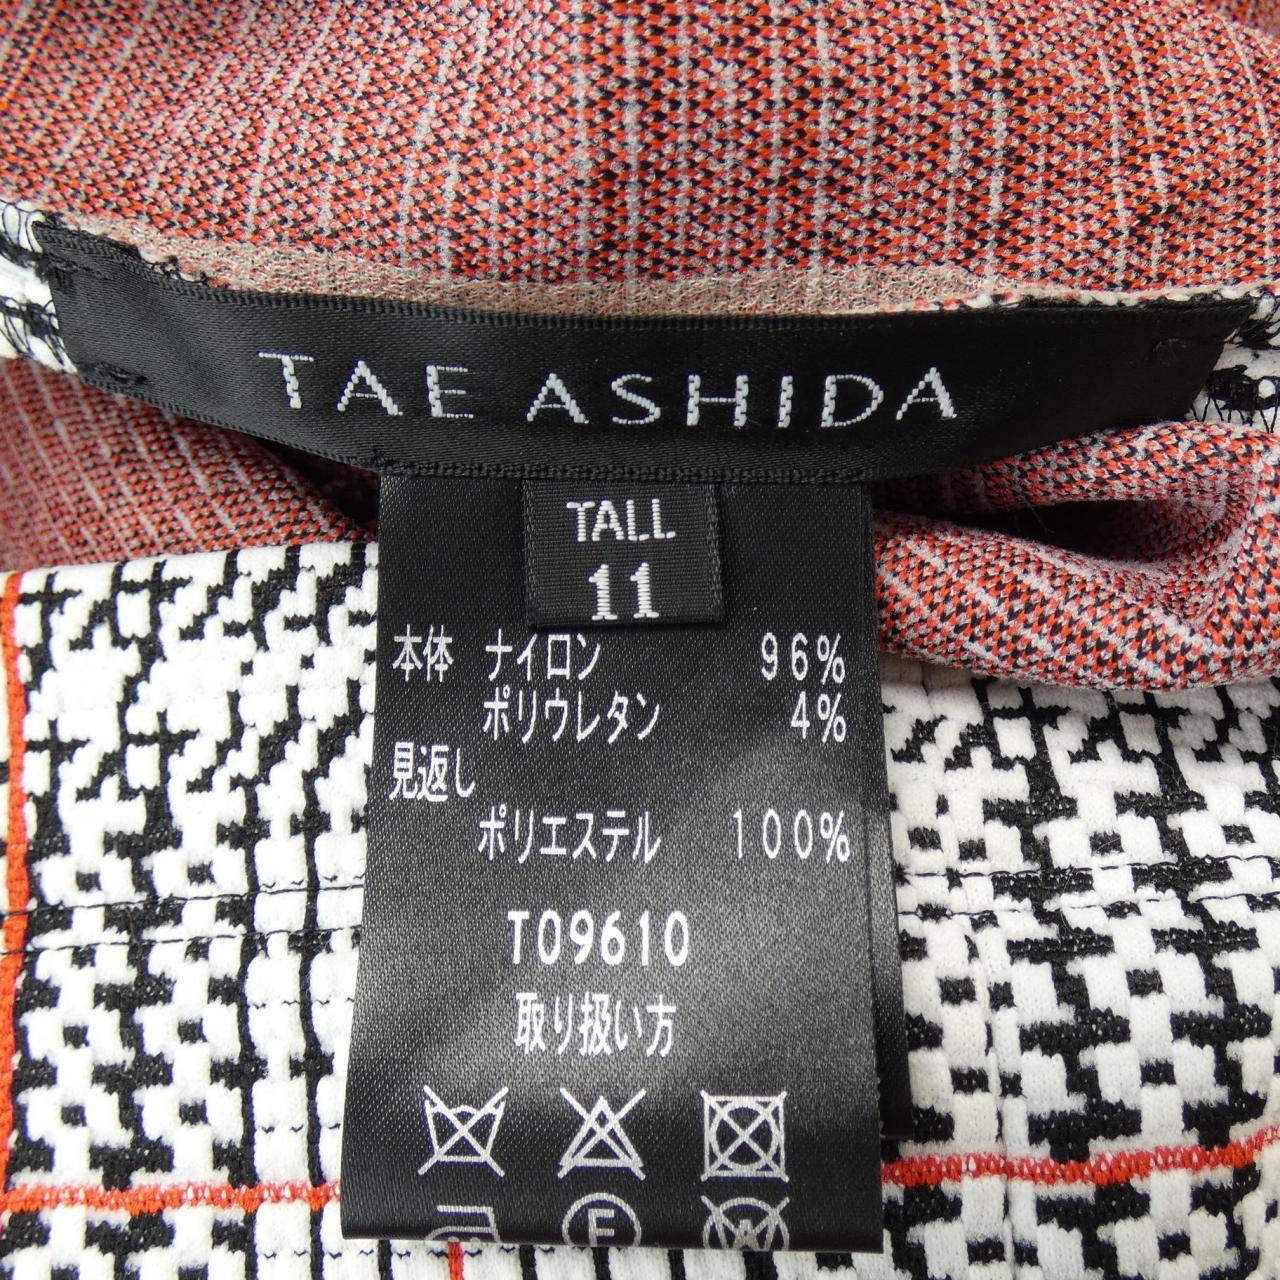 TAE ASHIDA
TALL
11
本体 ナイロン 96%
ポリウレタン 4%
見返し
ポリエステル 100%
T09610
取り扱い方
F
W